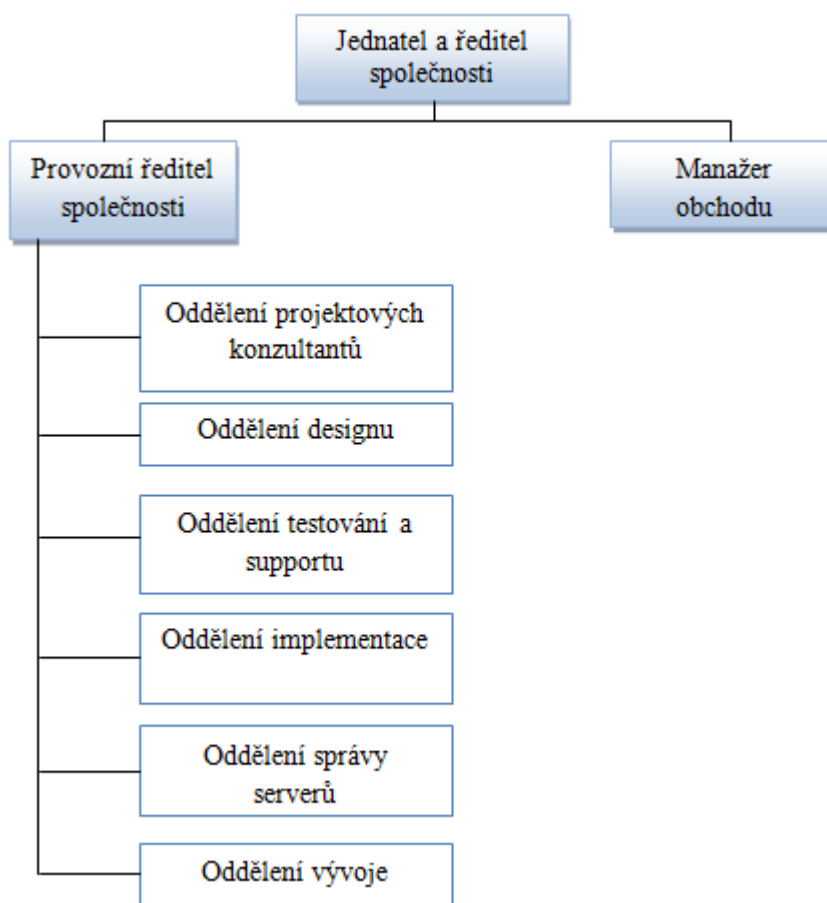 Jednatel a ředitel
společnosti
Provozní ředitel
společnosti
Manažer
obchodu
Oddělení projektových
konzultantů
Oddělení designu
Oddělení testování a
supportu
Oddělení implementace
Oddělení správy
serverů
Oddělení vývoje